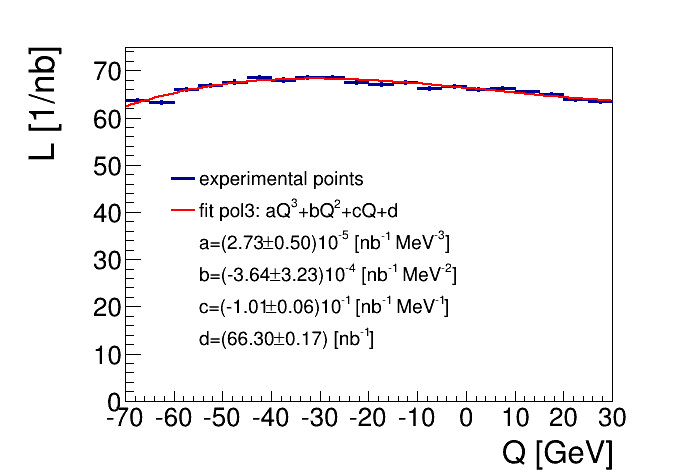 L [1/nb]
70
60
50
40
30
20
10
0
experimental points
fit pol3: aQ³+bQ²+cQ+d
a=(2.73±0.50)10⁻⁵ [nb⁻¹ MeV⁻³]
b=(-3.64±3.23)10⁻⁴ [nb⁻¹ MeV⁻²]
c=(-1.01±0.06)10⁻¹ [nb⁻¹ MeV⁻¹]
d=(66.30±0.17) [nb⁻¹]
-70 -60 -50 -40 -30 -20 -10 0 10 20 30
Q [GeV]